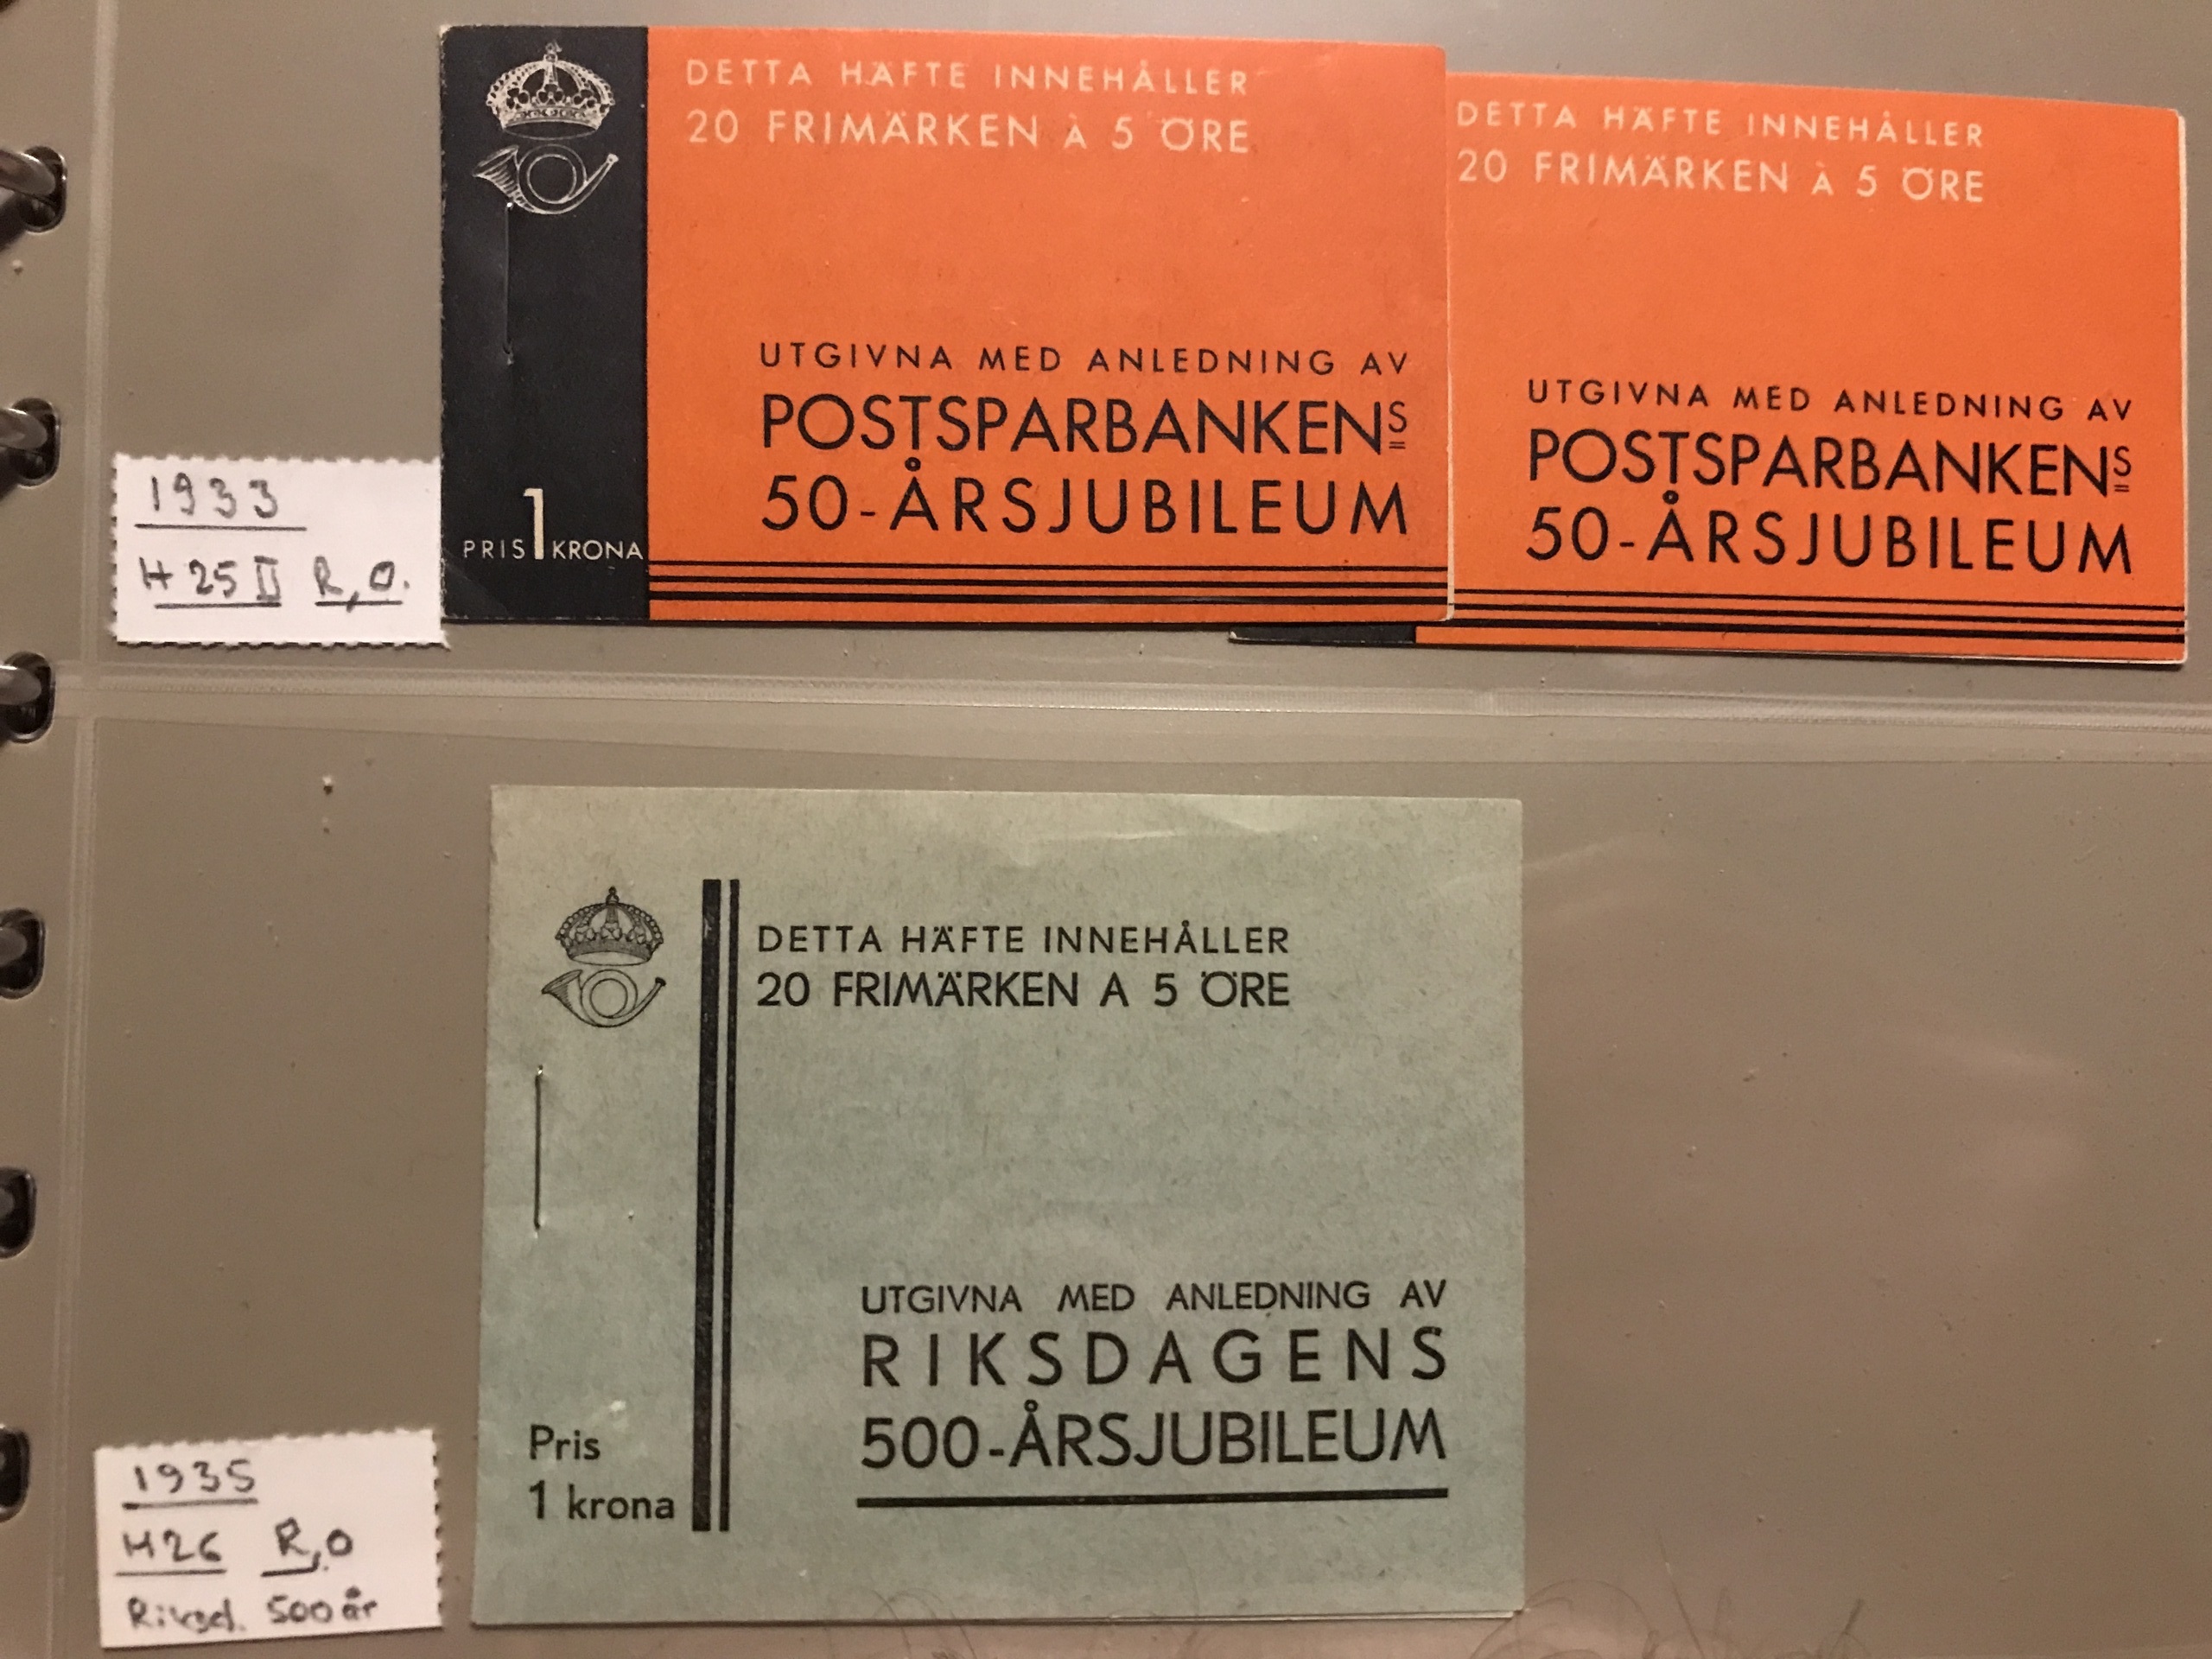 DETTA HÄFTE INNEHÅLLER
20 FRIMÄRKEN À 5 ÖRE
UTGIVNA MED ANLEDNING AV
POSTSPARBANKENS
50-ÅRSJUBILEUM
PRIS 1 KRONA
DETTA HÄFTE INNEHÅLLER
20 FRIMÄRKEN À 5 ÖRE
UTGIVNA MED ANLEDNING AV
POSTSPARBANKENS
50-ÅRSJUBILEUM
1933
H 25 II R, O.
DETTA HÄFTE INNEHÅLLER
20 FRIMÄRKEN A 5 ÖRE
UTGIVNA MED ANLEDNING AV
RIKSDAGENS
500-ÅRSJUBILEUM
Pris
1 krona
1935
H26 R, O
Riksd. 500 år